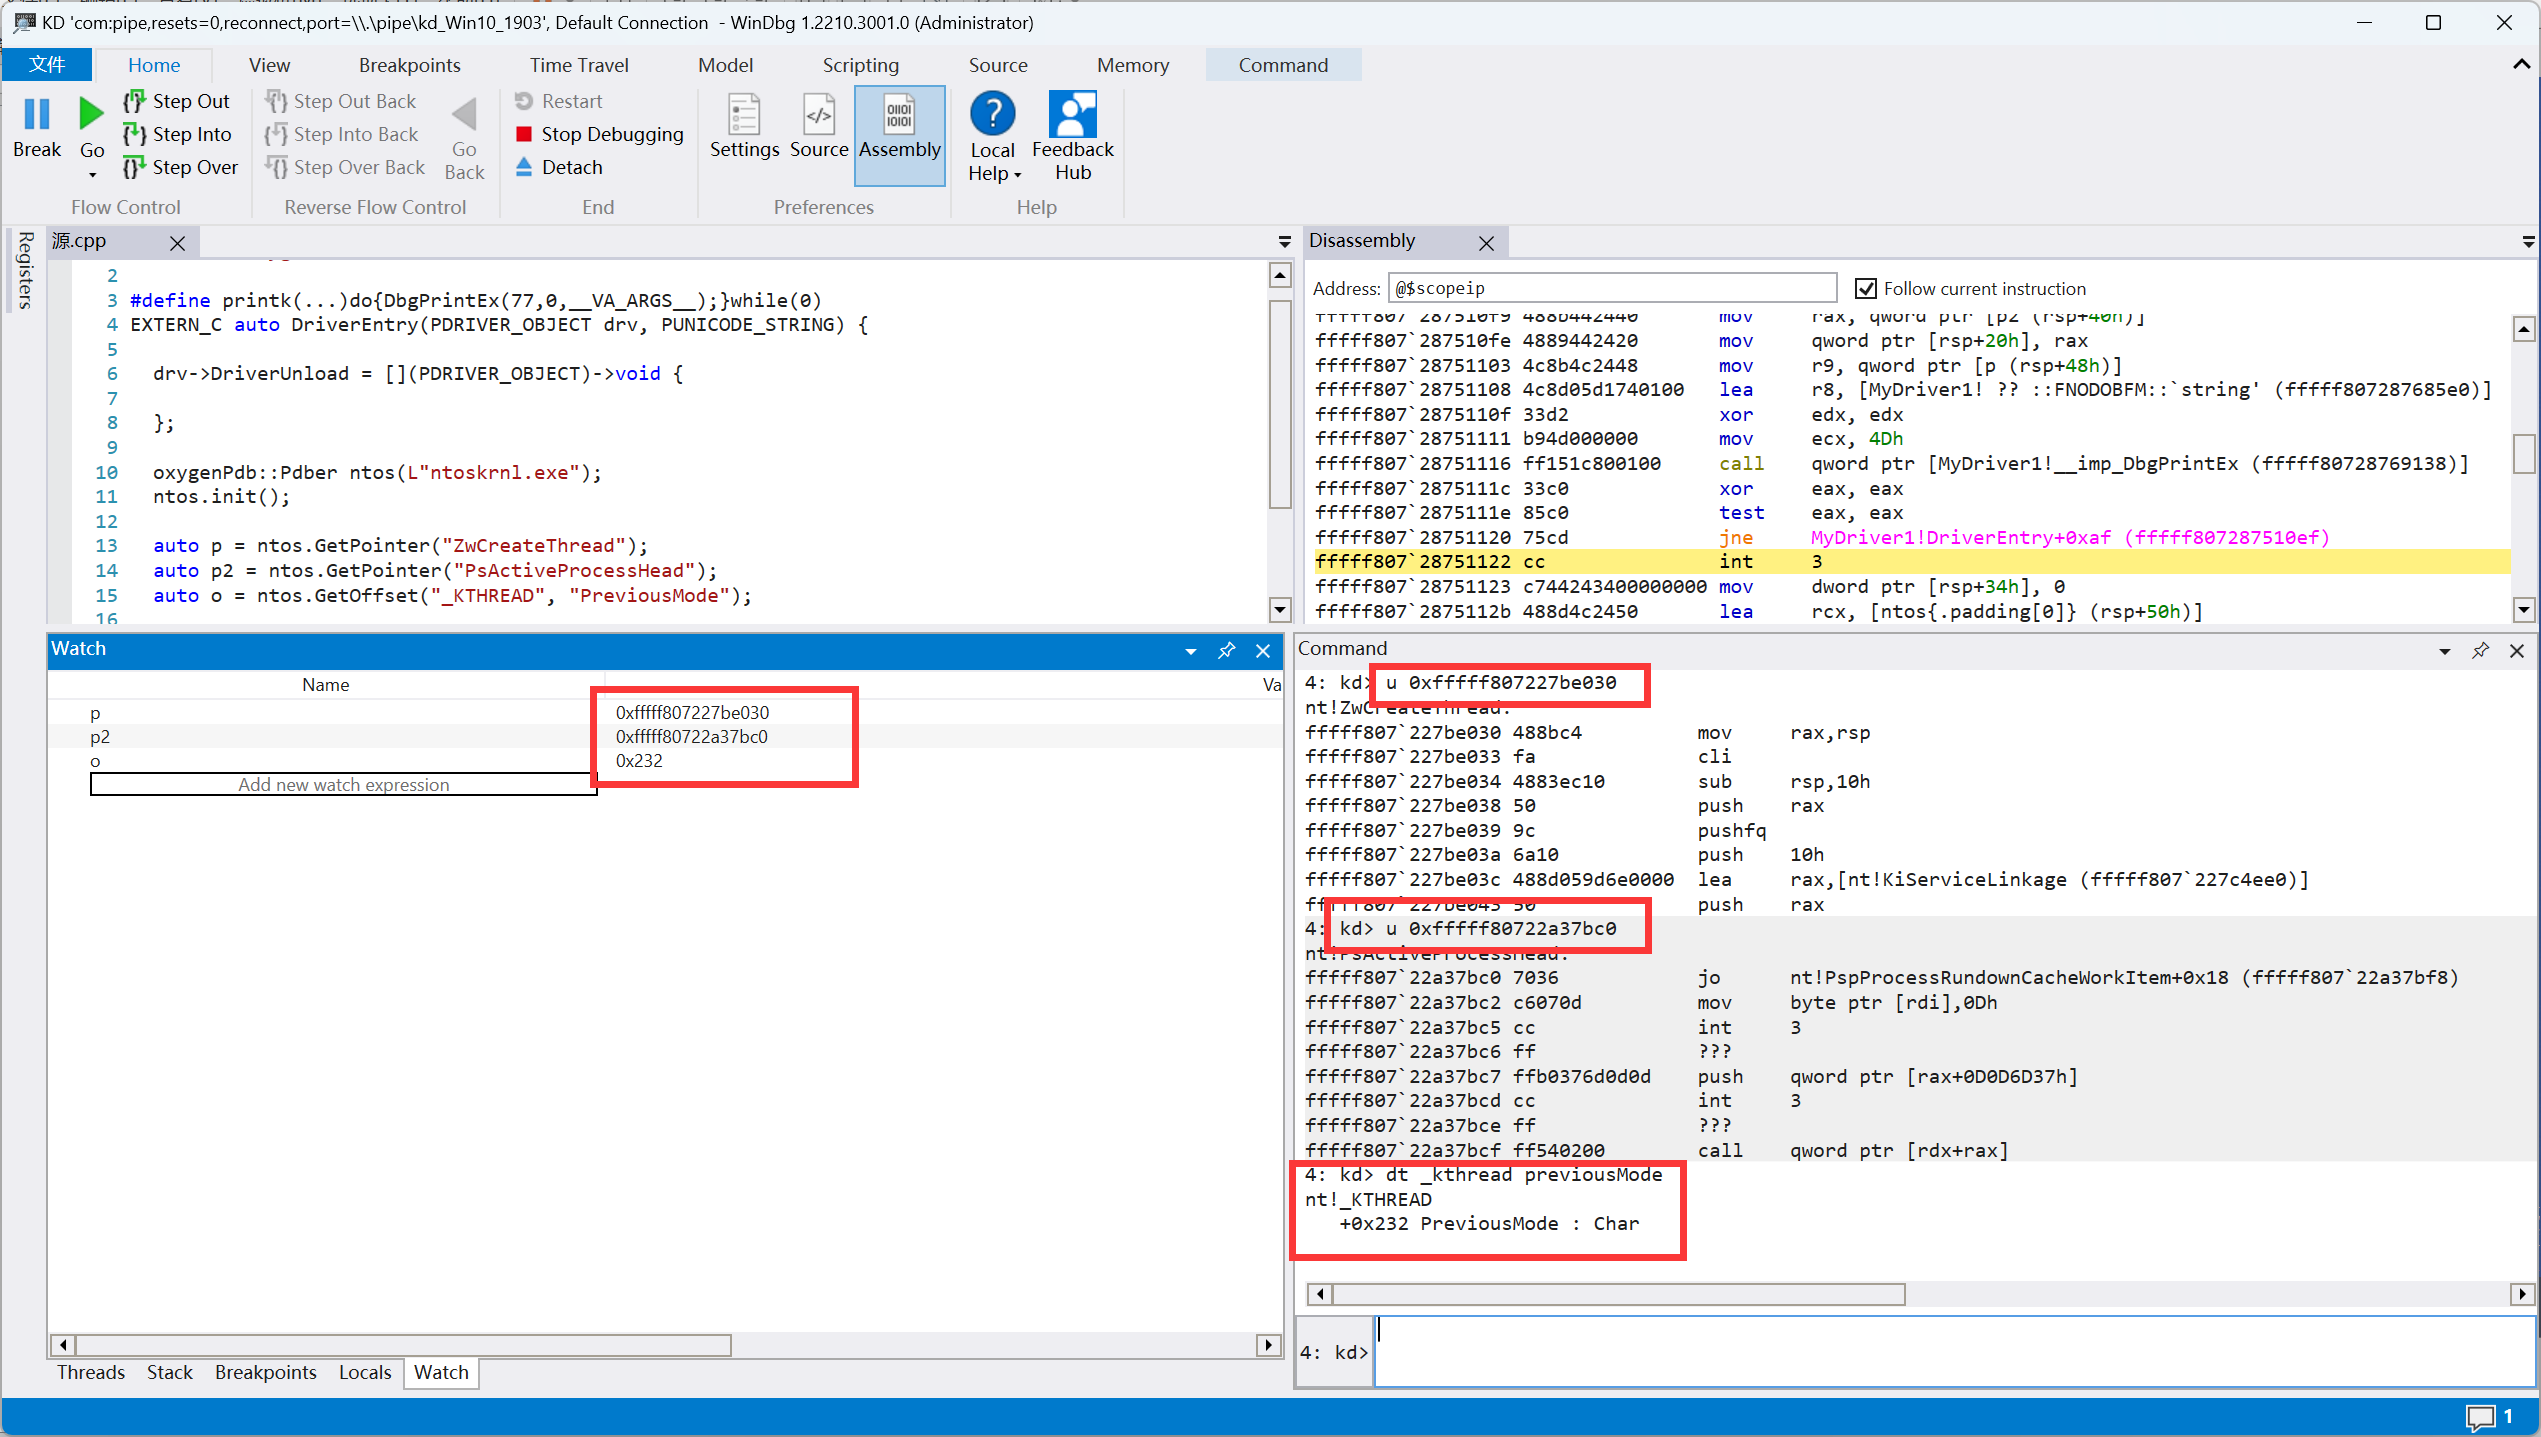 KD 'com:pipe,resets=0,reconnect,port=\\.\pipe\kd_Win10_1903', Default Connection - WinDbg 1.2210.3001.0 (Administrator)
文件 Home View Breakpoints Time Travel Model Scripting Source Memory Command
Break
Go
Step Out
Step Into
Step Over
Flow Control
Step Out Back
Step Into Back
Step Over Back
Go Back
Reverse Flow Control
Restart
Stop Debugging
Detach
End
Settings
Source
Assembly
Preferences
Local Help
Feedback Hub
Help
Registers
源.cpp
2
3 #define printk(...)do{DbgPrintEx(77,0,__VA_ARGS__);}while(0)
4 EXTERN_C auto DriverEntry(PDRIVER_OBJECT drv, PUNICODE_STRING) {
5
6 drv->DriverUnload = [](PDRIVER_OBJECT)->void {
7
8 };
9
10 oxygenPdb::Pdber ntos(L"ntoskrnl.exe");
11 ntos.init();
12
13 auto p = ntos.GetPointer("ZwCreateThread");
14 auto p2 = ntos.GetPointer("PsActiveProcessHead");
15 auto o = ntos.GetOffset("_KTHREAD", "PreviousMode");
16
Disassembly
Address: @$scopeip Follow current instruction
fffff807`287510f9 488b442440 mov rax, qword ptr [p2 (rsp+40h)]
fffff807`287510fe 4889442420 mov qword ptr [rsp+20h], rax
fffff807`28751103 4c8b4c2448 mov r9, qword ptr [p (rsp+48h)]
fffff807`28751108 4c8d05d1740100 lea r8, [MyDriver1! ?? ::FNODOBFM::`string' (fffff807287685e0)]
fffff807`2875110f 33d2 xor edx, edx
fffff807`28751111 b94d000000 mov ecx, 4Dh
fffff807`28751116 ff151c800100 call qword ptr [MyDriver1!__imp_DbgPrintEx (fffff80728769138)]
fffff807`2875111c 33c0 xor eax, eax
fffff807`2875111e 85c0 test eax, eax
fffff807`28751120 75cd jne MyDriver1!DriverEntry+0xaf (fffff807287510ef)
fffff807`28751122 cc int 3
fffff807`28751123 c744243400000000 mov dword ptr [rsp+34h], 0
fffff807`2875112b 488d4c2450 lea rcx, [ntos{.padding[0]} (rsp+50h)]
Watch
Name Va
p 0xfffff807227be030
p2 0xfffff80722a37bc0
o 0x232
Add new watch expression
Threads Stack Breakpoints Locals Watch
Command
4: kd> u 0xfffff807227be030
nt!ZwCreateThread:
fffff807`227be030 488bc4 mov rax,rsp
fffff807`227be033 fa cli
fffff807`227be034 4883ec10 sub rsp,10h
fffff807`227be038 50 push rax
fffff807`227be039 9c pushfq
fffff807`227be03a 6a10 push 10h
fffff807`227be03c 488d059d6e0000 lea rax,[nt!KiServiceLinkage (fffff807`227c4ee0)]
fffff807`227be043 50 push rax
4: kd> u 0xfffff80722a37bc0
nt!PsActiveProcessHead:
fffff807`22a37bc0 7036 jo nt!PspProcessRundownCacheWorkItem+0x18 (fffff807`22a37bf8)
fffff807`22a37bc2 c6070d mov byte ptr [rdi],0Dh
fffff807`22a37bc5 cc int 3
fffff807`22a37bc6 ff ???
fffff807`22a37bc7 ffb0376d0d0d push qword ptr [rax+0D0D6D37h]
fffff807`22a37bcd cc int 3
fffff807`22a37bce ff ???
fffff807`22a37bcf ff540200 call qword ptr [rdx+rax]
4: kd> dt _kthread previousMode
nt!_KTHREAD
+0x232 PreviousMode : Char
4: kd>
1